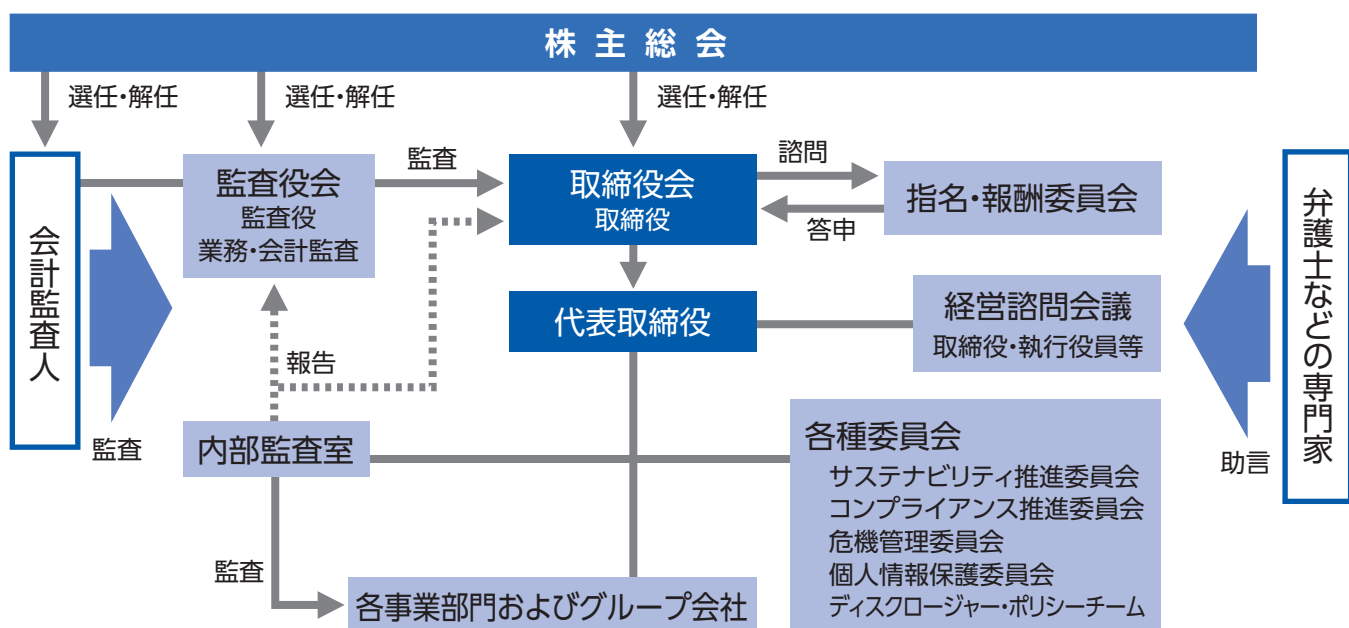 株主総会
選任・解任
選任・解任
選任・解任
会計監査人
監査
監査役会
監査役
業務・会計監査
監査
取締役会
取締役
諮問
答申
指名・報酬委員会
代表取締役
経営諮問会議
取締役・執行役員等
弁護士などの専門家
助言
報告
内部監査室
各種委員会
サステナビリティ推進委員会
コンプライアンス推進委員会
危機管理委員会
個人情報保護委員会
ディスクロージャー・ポリシーチーム
監査
各事業部門およびグループ会社